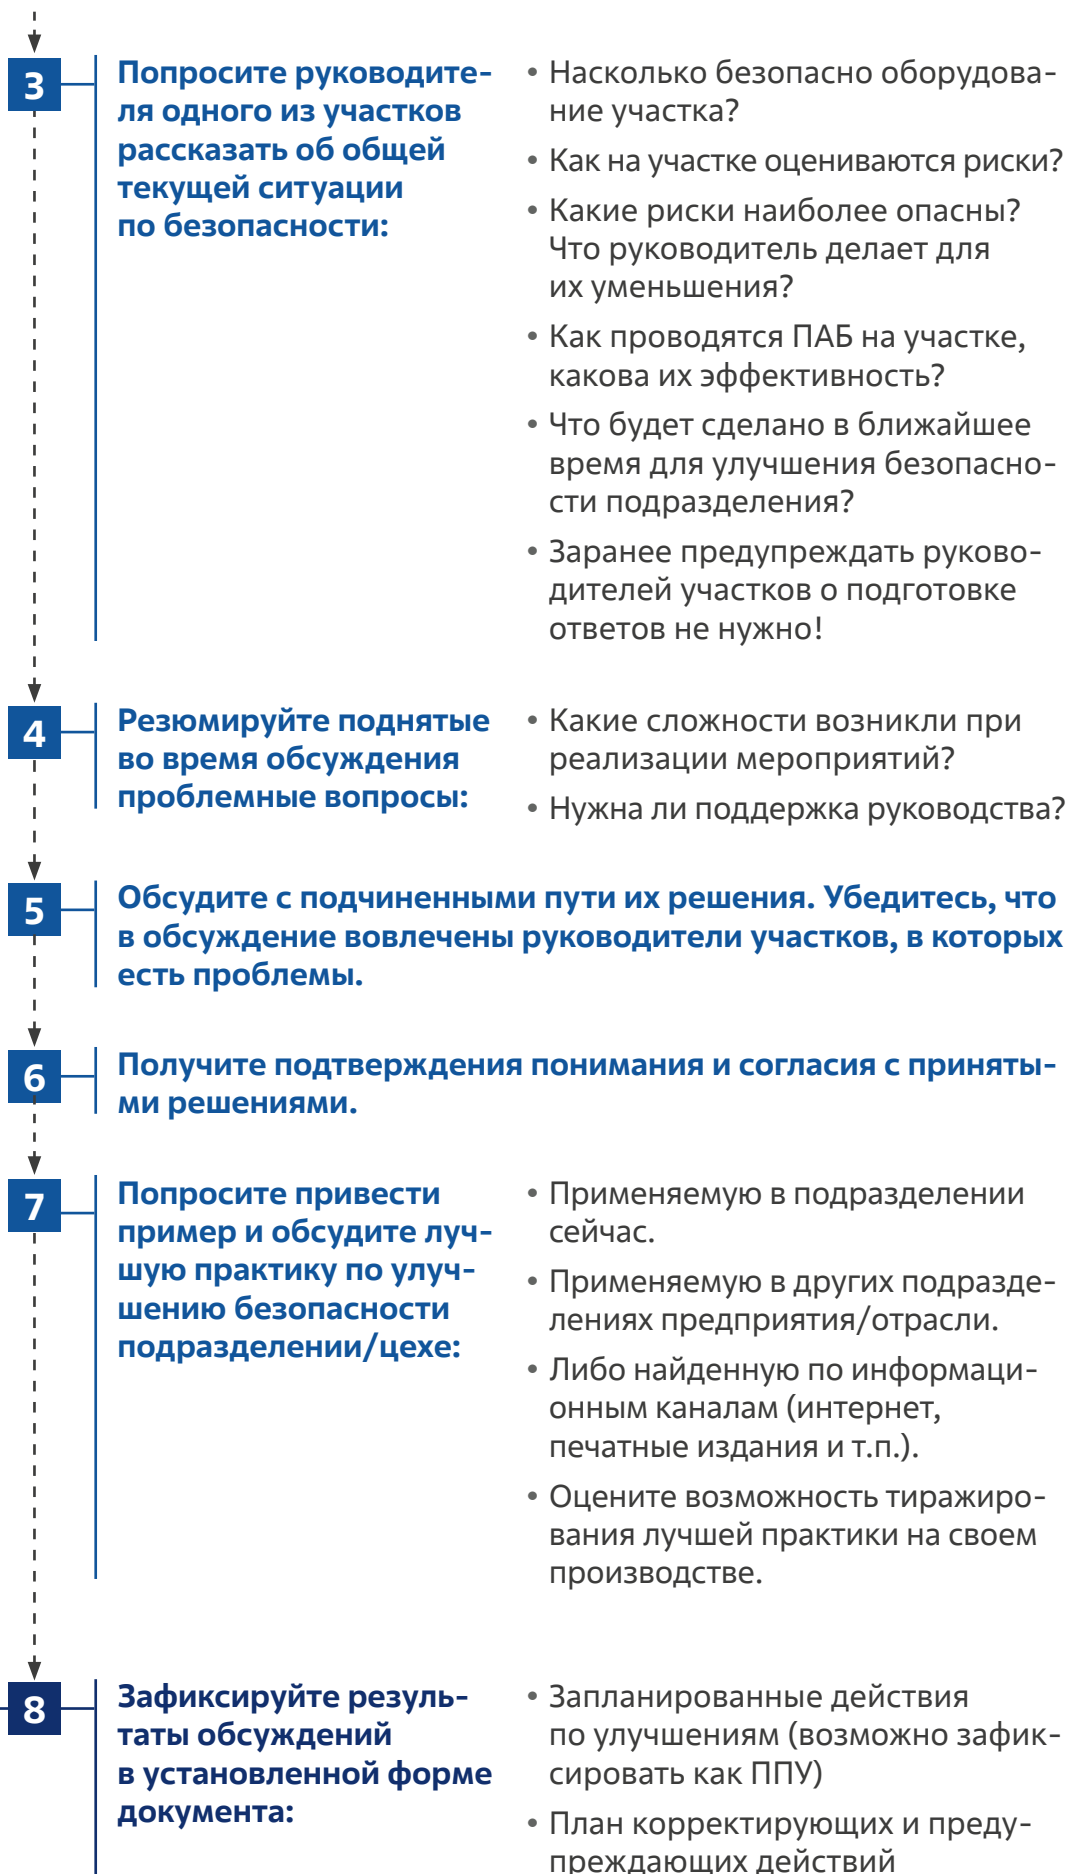 3
Попросите руководите-
ля одного из участков
рассказать об общей
текущей ситуации
по безопасности:
• Насколько безопасно оборудова-
ние участка?
• Как на участке оцениваются риски?
• Какие риски наиболее опасны?
Что руководитель делает для
их уменьшения?
• Как проводятся ПАБ на участке,
какова их эффективность?
• Что будет сделано в ближайшее
время для улучшения безопасно-
сти подразделения?
• Заранее предупреждать руково-
дителей участков о подготовке
ответов не нужно!
4
Резюмируйте поднятые
во время обсуждения
проблемные вопросы:
• Какие сложности возникли при
реализации мероприятий?
• Нужна ли поддержка руководства?
5
Обсудите с подчиненными пути их решения. Убедитесь, что
в обсуждение вовлечены руководители участков, в которых
есть проблемы.
6
Получите подтверждения понимания и согласия с приняты-
ми решениями.
7
Попросите привести
пример и обсудите луч-
шую практику по улуч-
шению безопасности
подразделении/цехе:
• Применяемую в подразделении
сейчас.
• Применяемую в других подразде-
лениях предприятия/отрасли.
• Либо найденную по информаци-
онным каналам (интернет,
печатные издания и т.п.).
• Оцените возможность тиражиро-
вания лучшей практики на своем
производстве.
8
Зафиксируйте резуль-
таты обсуждений
в установленной форме
документа:
• Запланированные действия
по улучшениям (возможно зафик-
сировать как ППУ)
• План корректирующих и преду-
преждающих действий